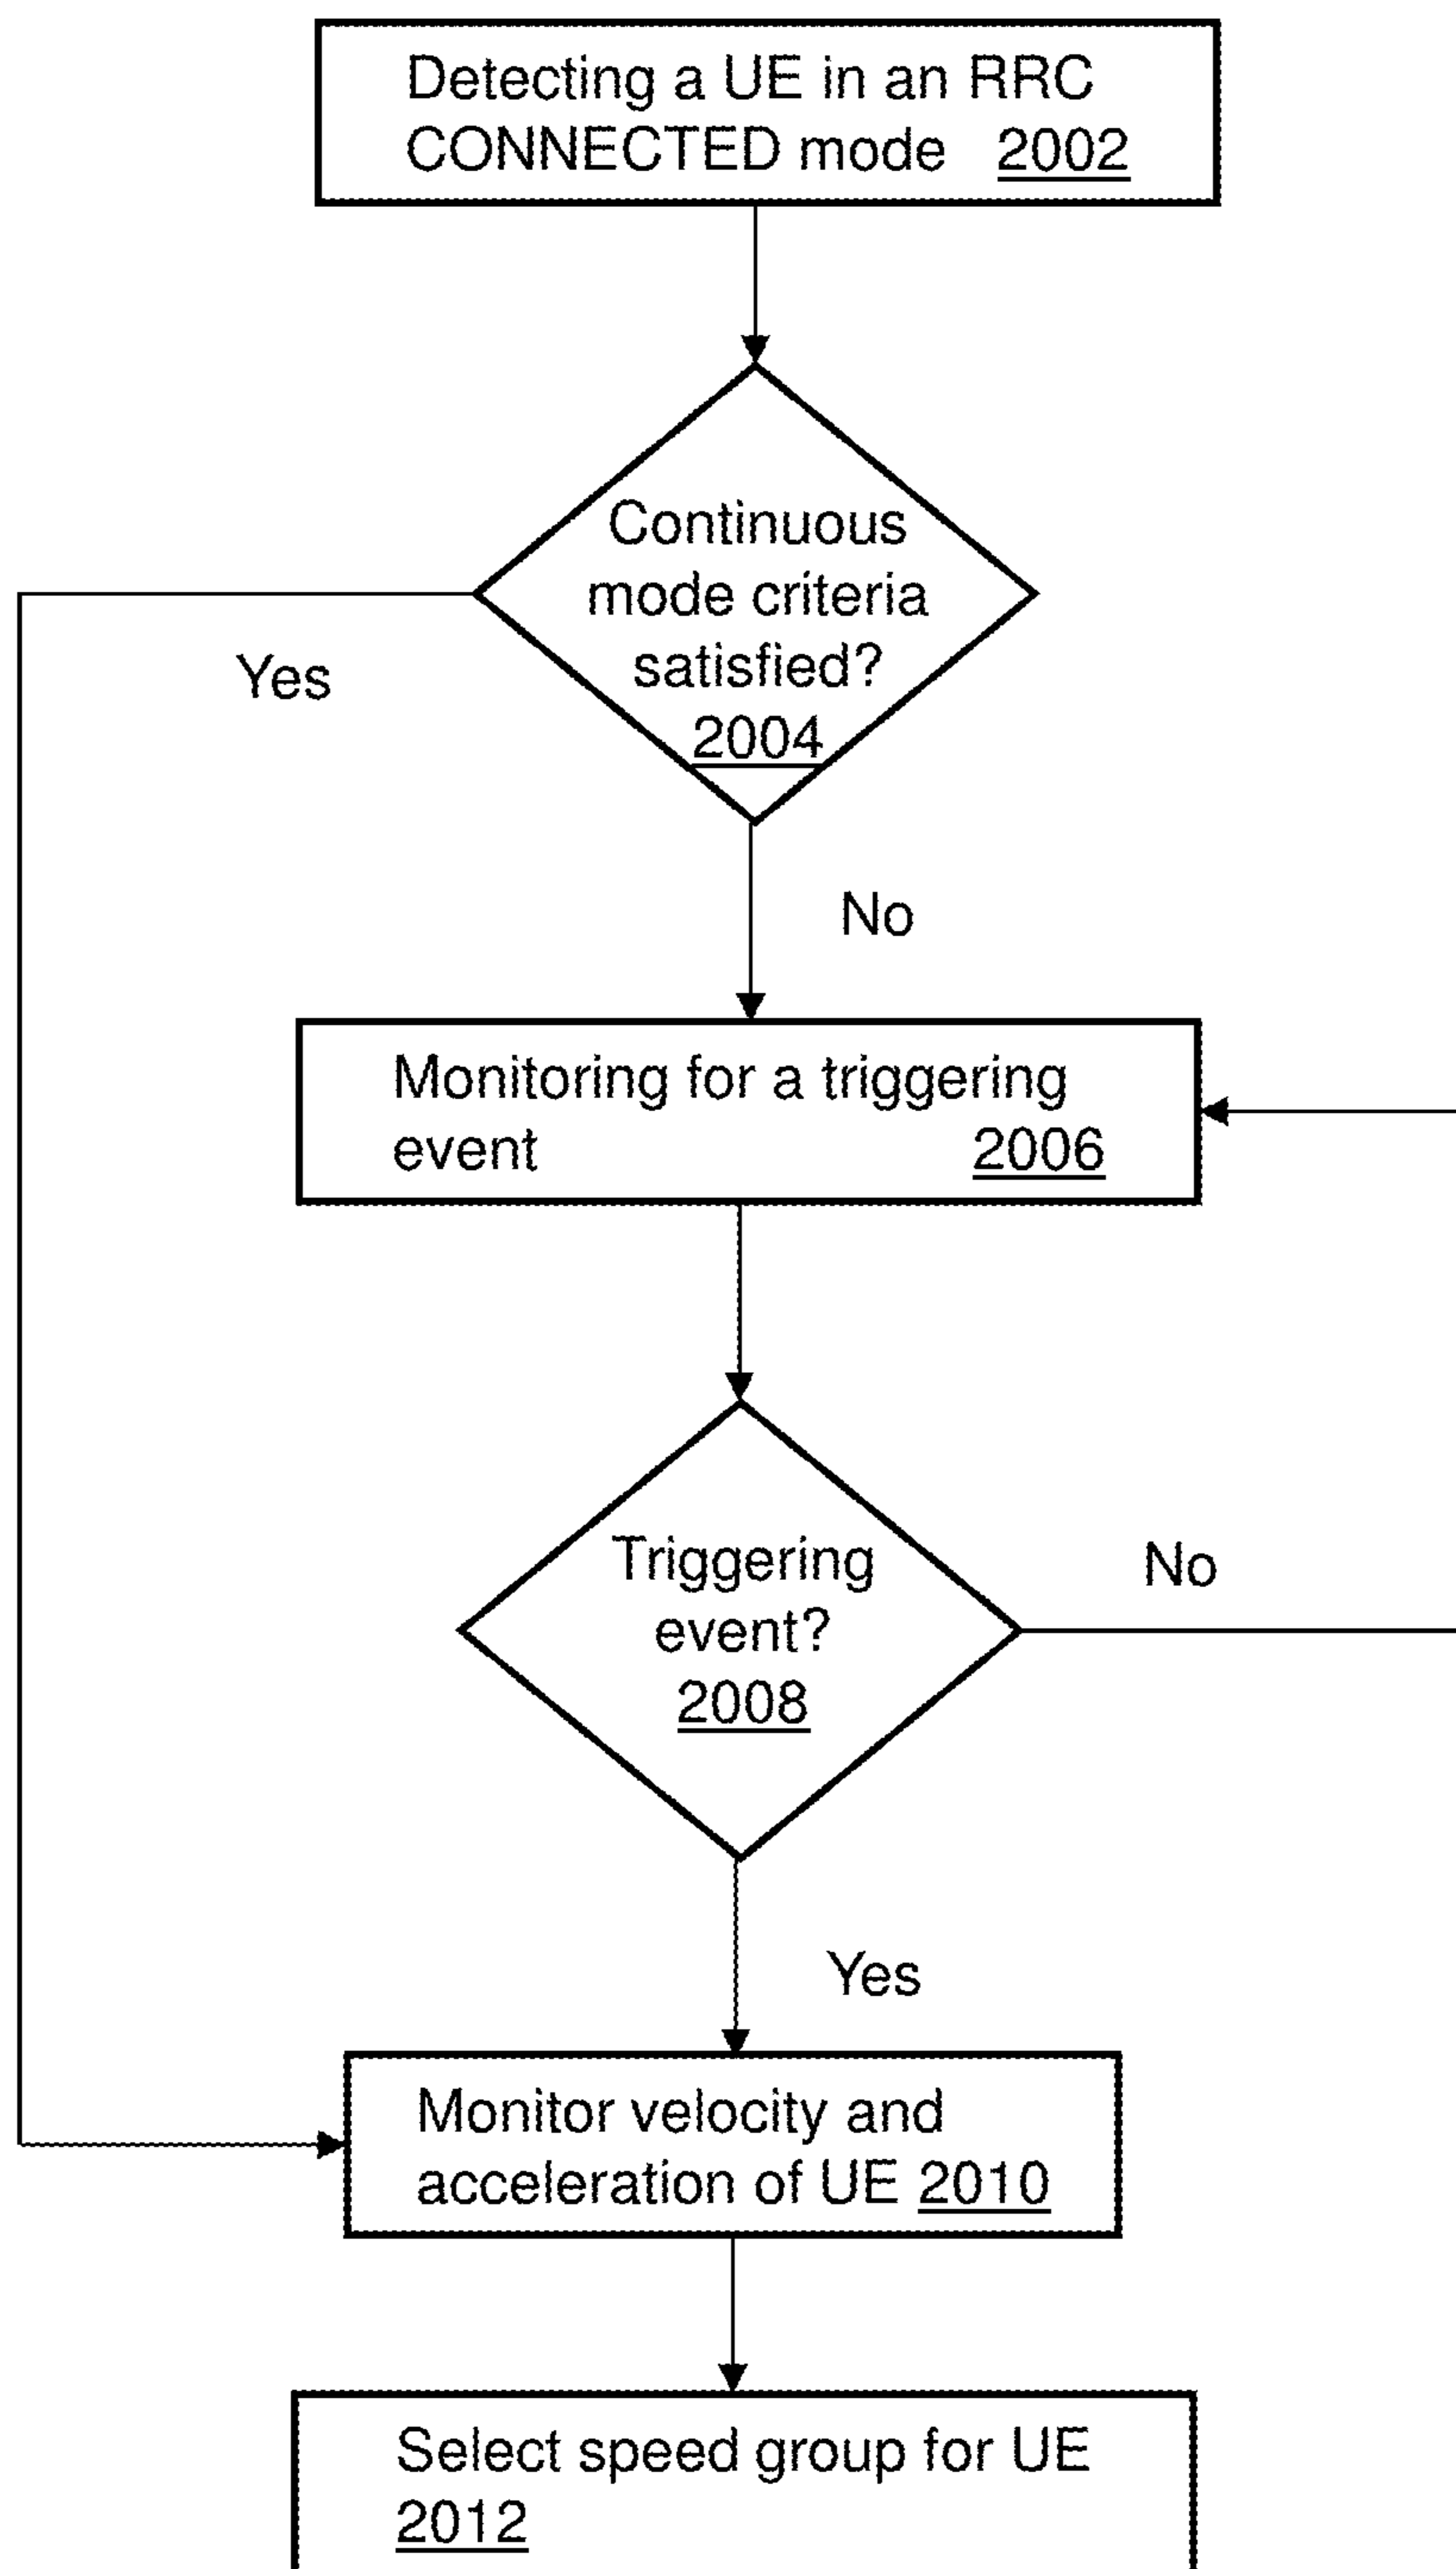 Detecting a UE in an RRC
CONNECTED mode 2002
Continuous
mode criteria
satisfied?
2004
Yes
No
Monitoring for a triggering
event 2006
Triggering
event?
2008
No
Yes
Monitor velocity and
acceleration of UE 2010
Select speed group for UE
2012